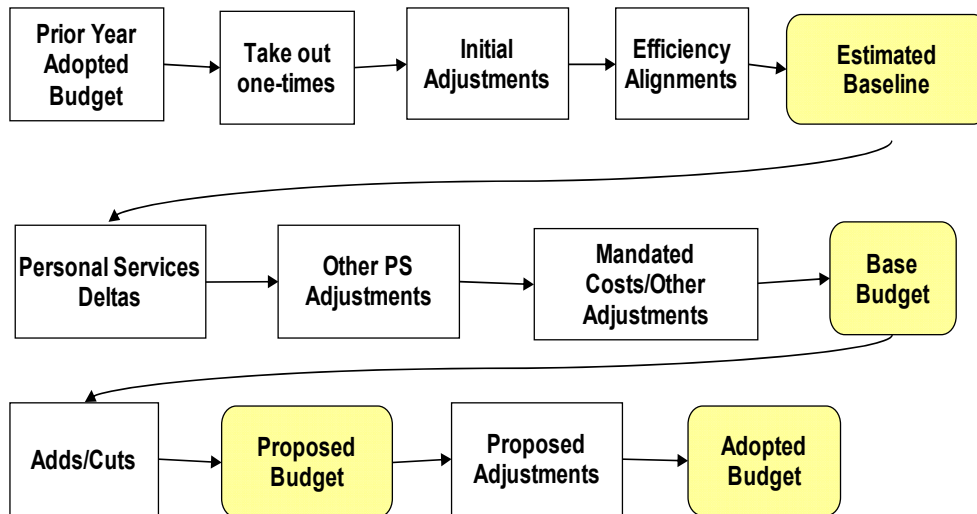 Prior Year
Adopted
Budget
Take out
one-times
Initial
Adjustments
Efficiency
Alignments
Estimated
Baseline
Personal Services
Deltas
Other PS
Adjustments
Mandated
Costs/Other
Adjustments
Base
Budget
Adds/Cuts
Proposed
Budget
Proposed
Adjustments
Adopted
Budget